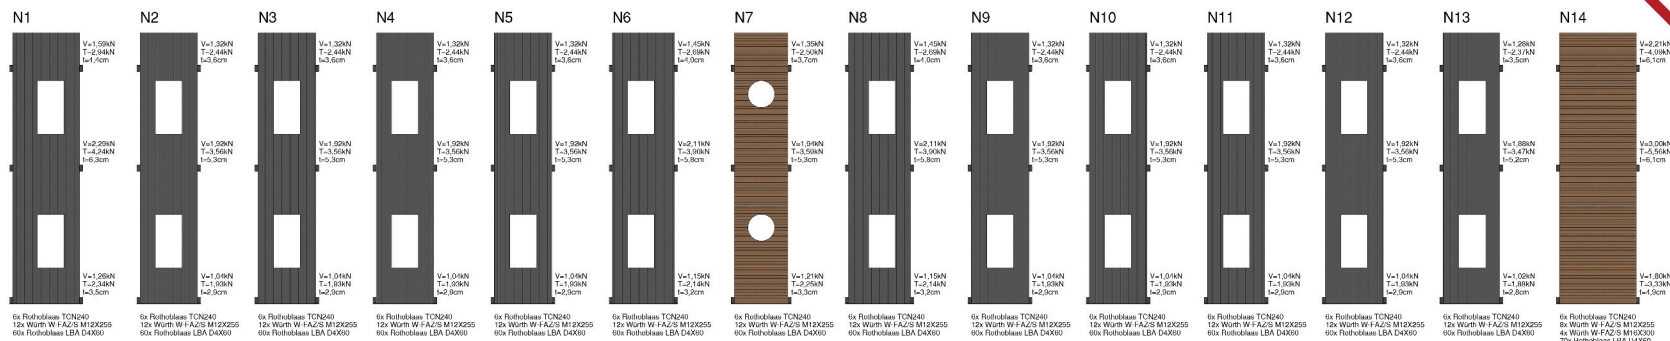 N1
V=1,59kN
T=2,94kN
t=4,4cm
V=2,29kN
T=4,24kN
t=6,3cm
V=1,26kN
T=2,34kN
t=3,5cm
6x Rothoblaas TCN240
12x Würth W-FAZ/S M12X255
60x Rothoblaas LBA D4X60
N2
V=1,32kN
T=2,44kN
t=3,6cm
V=1,92kN
T=3,56kN
t=5,3cm
V=1,04kN
T=1,93kN
t=2,9cm
6x Rothoblaas TCN240
12x Würth W-FAZ/S M12X255
60x Rothoblaas LBA D4X60
N3
V=1,32kN
T=2,44kN
t=3,6cm
V=1,92kN
T=3,56kN
t=5,3cm
V=1,04kN
T=1,93kN
t=2,9cm
6x Rothoblaas TCN240
12x Würth W-FAZ/S M12X255
60x Rothoblaas LBA D4X60
N4
V=1,32kN
T=2,44kN
t=3,6cm
V=1,92kN
T=3,56kN
t=5,3cm
V=1,04kN
T=1,93kN
t=2,9cm
6x Rothoblaas TCN240
12x Würth W-FAZ/S M12X255
60x Rothoblaas LBA D4X60
N5
V=1,32kN
T=2,44kN
t=3,6cm
V=1,92kN
T=3,56kN
t=5,3cm
V=1,04kN
T=1,93kN
t=2,9cm
6x Rothoblaas TCN240
12x Würth W-FAZ/S M12X255
60x Rothoblaas LBA D4X60
N6
V=1,45kN
T=2,69kN
t=4,0cm
V=2,11kN
T=3,90kN
t=5,8cm
V=1,15kN
T=2,14kN
t=3,2cm
6x Rothoblaas TCN240
12x Würth W-FAZ/S M12X255
60x Rothoblaas LBA D4X60
N7
V=1,35kN
T=2,50kN
t=3,7cm
V=1,94kN
T=3,59kN
t=5,3cm
V=1,21kN
T=2,25kN
t=3,3cm
6x Rothoblaas TCN240
12x Würth W-FAZ/S M12X255
60x Rothoblaas LBA D4X60
N8
V=1,45kN
T=2,69kN
t=4,0cm
V=2,11kN
T=3,90kN
t=5,8cm
V=1,15kN
T=2,14kN
t=3,2cm
6x Rothoblaas TCN240
12x Würth W-FAZ/S M12X255
60x Rothoblaas LBA D4X60
N9
V=1,32kN
T=2,44kN
t=3,6cm
V=1,92kN
T=3,56kN
t=5,3cm
V=1,04kN
T=1,93kN
t=2,9cm
6x Rothoblaas TCN240
12x Würth W-FAZ/S M12X255
60x Rothoblaas LBA D4X60
N10
V=1,32kN
T=2,44kN
t=3,6cm
V=1,92kN
T=3,56kN
t=5,3cm
V=1,04kN
T=1,93kN
t=2,9cm
6x Rothoblaas TCN240
12x Würth W-FAZ/S M12X255
60x Rothoblaas LBA D4X60
N11
V=1,32kN
T=2,44kN
t=3,6cm
V=1,92kN
T=3,56kN
t=5,3cm
V=1,04kN
T=1,93kN
t=2,9cm
6x Rothoblaas TCN240
12x Würth W-FAZ/S M12X255
60x Rothoblaas LBA D4X60
N12
V=1,32kN
T=2,44kN
t=3,6cm
V=1,92kN
T=3,56kN
t=5,3cm
V=1,04kN
T=1,93kN
t=2,9cm
6x Rothoblaas TCN240
12x Würth W-FAZ/S M12X255
60x Rothoblaas LBA D4X60
N13
V=1,28kN
T=2,37kN
t=3,5cm
V=1,88kN
T=3,47kN
t=5,2cm
V=1,02kN
T=1,88kN
t=2,8cm
6x Rothoblaas TCN240
12x Würth W-FAZ/S M12X255
60x Rothoblaas LBA D4X60
N14
V=2,21kN
T=4,09kN
t=6,1cm
V=3,00kN
T=5,56kN
t=6,1cm
V=1,80kN
T=3,33kN
t=4,9cm
6x Rothoblaas TCN240
8x Würth W-FAZ/S M12X255
4x Würth W-FAZ/S M16X300
70x Rothoblaas LBA D4X60